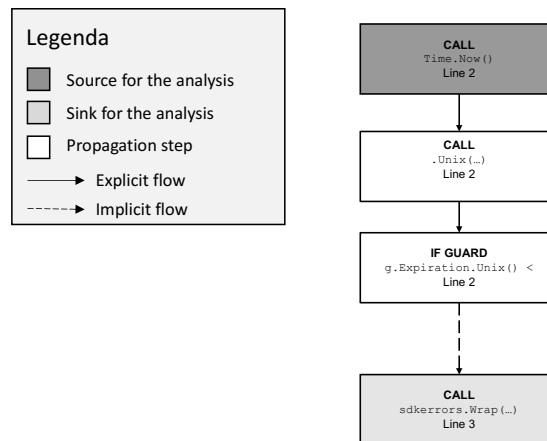 Legenda
Source for the analysis
Sink for the analysis
Propagation step
Explicit flow
Implicit flow
CALL
Time.Now()
Line 2
CALL
.Unix(…)
Line 2
IF GUARD
g.Expiration.Unix() <
Line 2
CALL
sdkerrors.Wrap(…)
Line 3